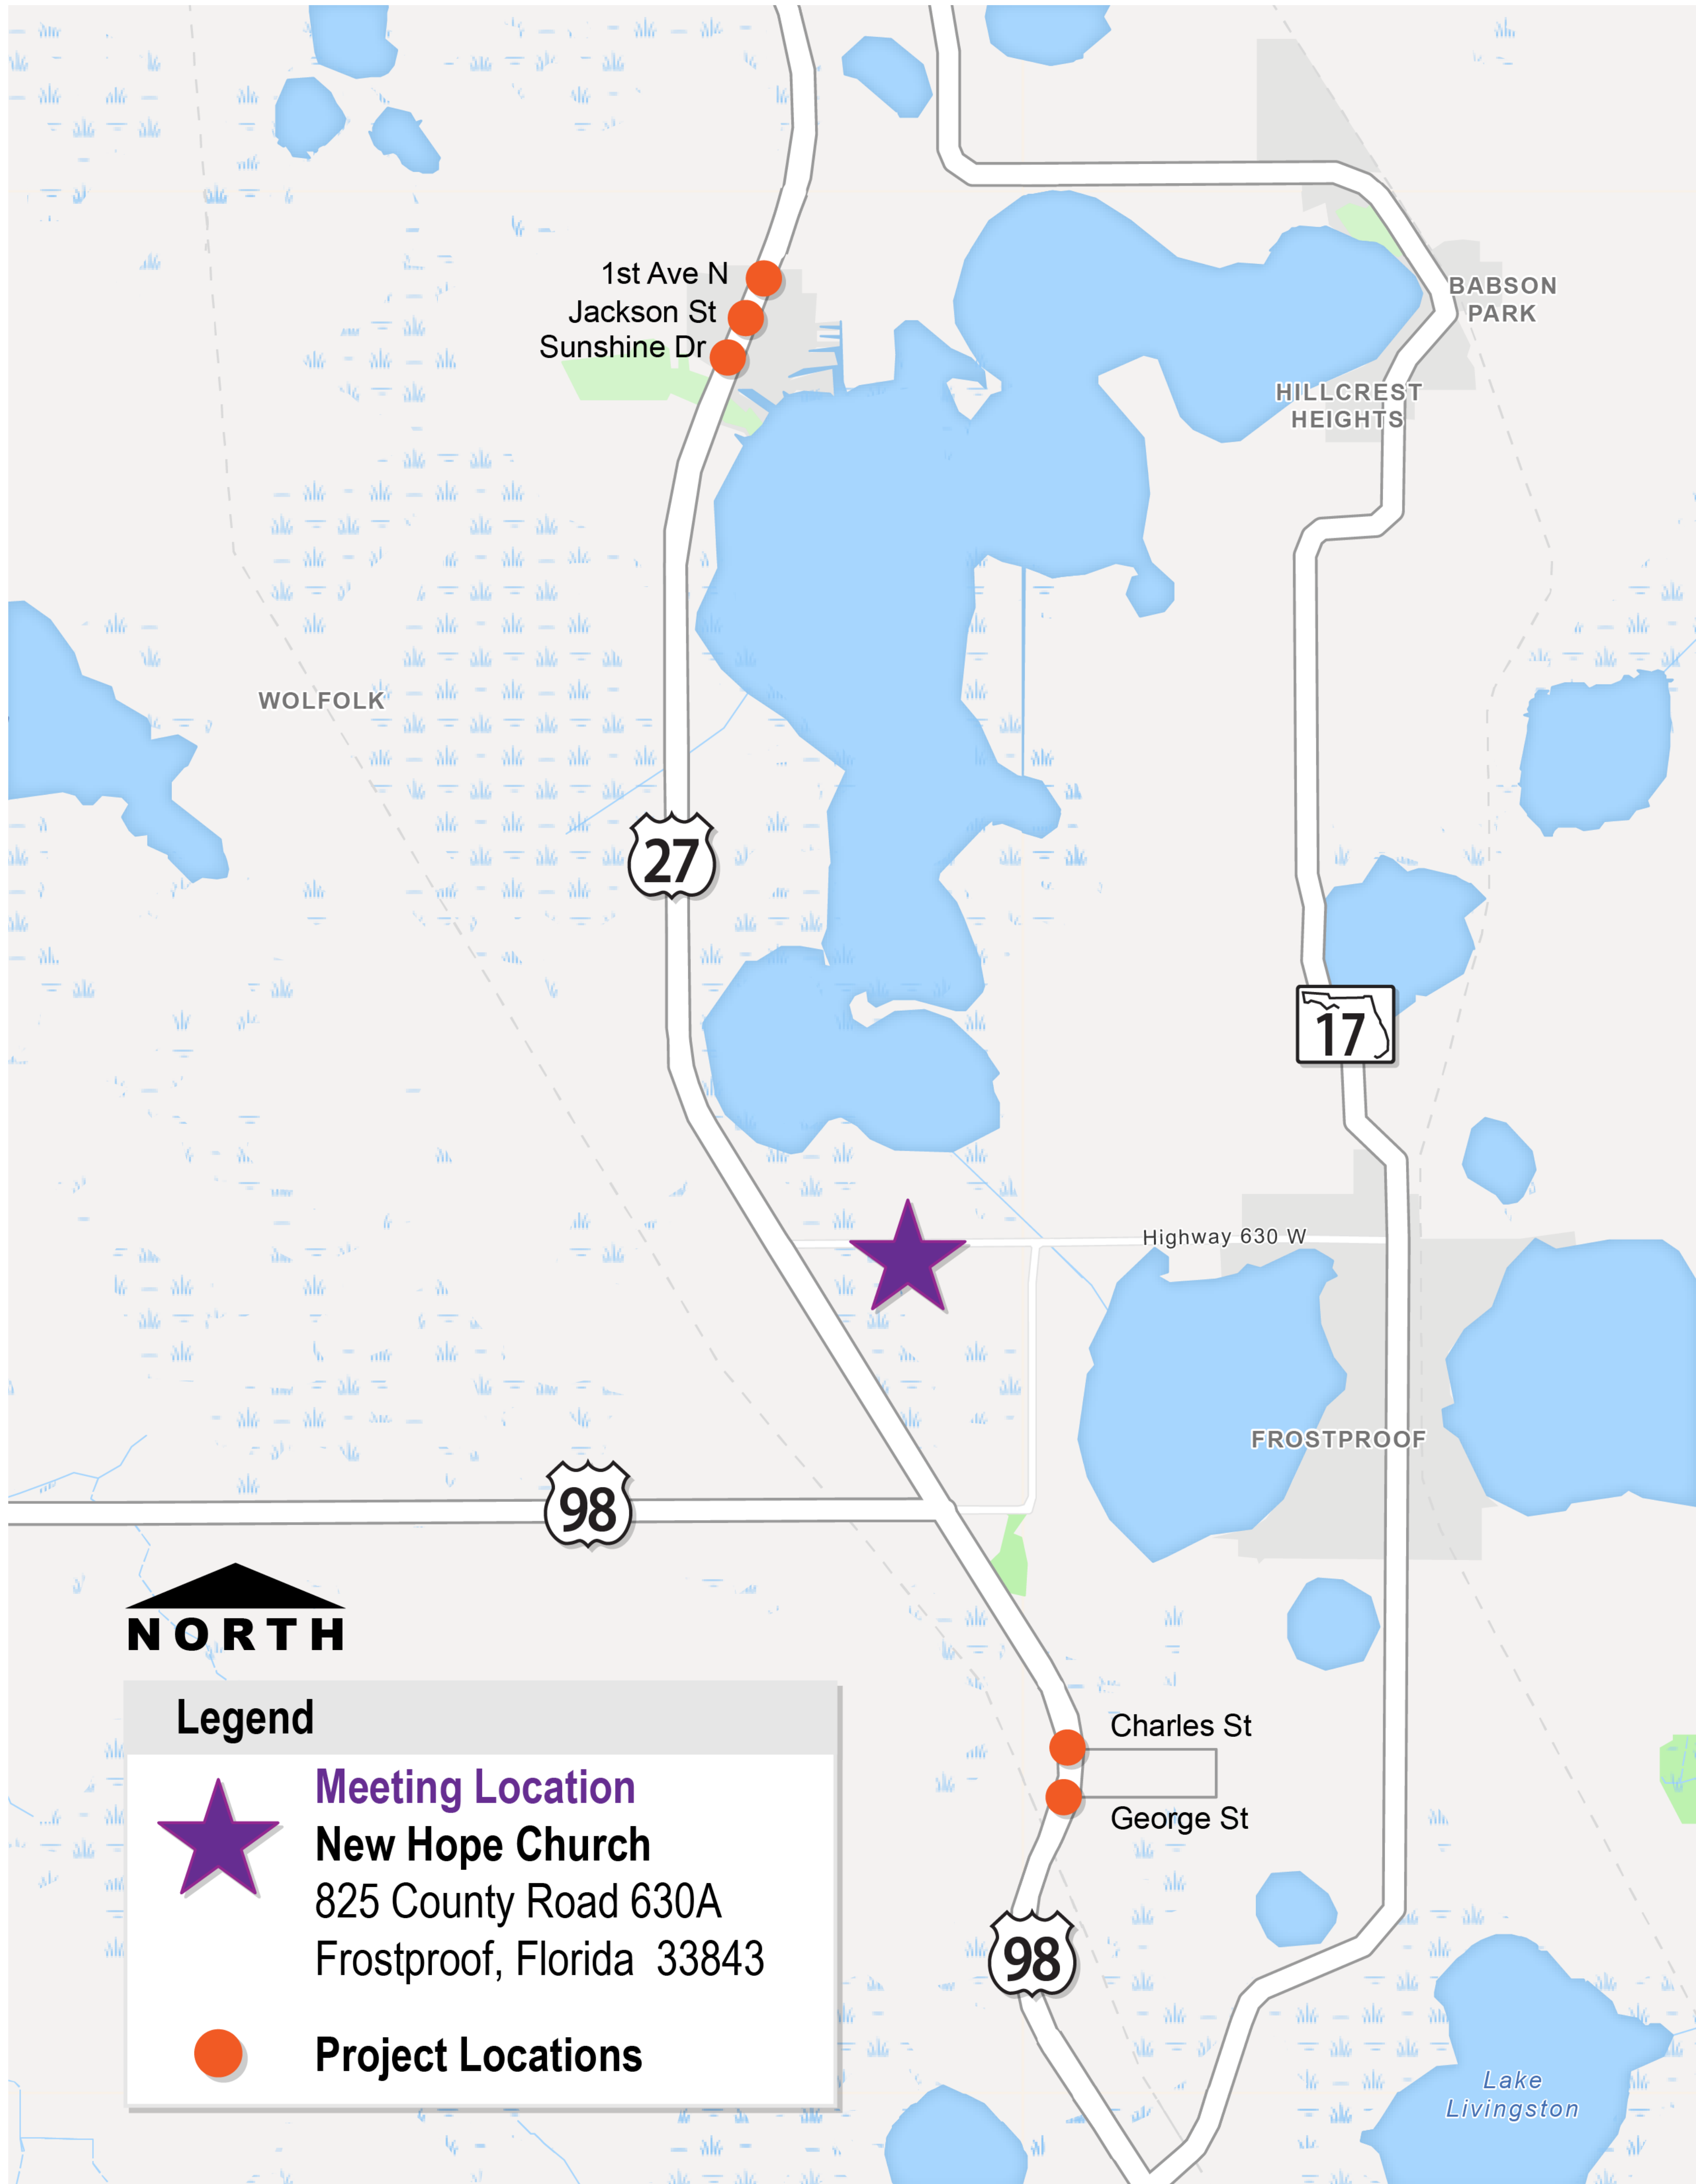 1st Ave N
Jackson St
Sunshine Dr
BABSON
PARK
HILLCREST
HEIGHTS
WOLFOLK
27
17
Highway 630 W
FROSTPROOF
98
NORTH
Charles St
George St
98
Lake
Livingston
Legend
Meeting Location
New Hope Church
825 County Road 630A
Frostproof, Florida 33843
Project Locations